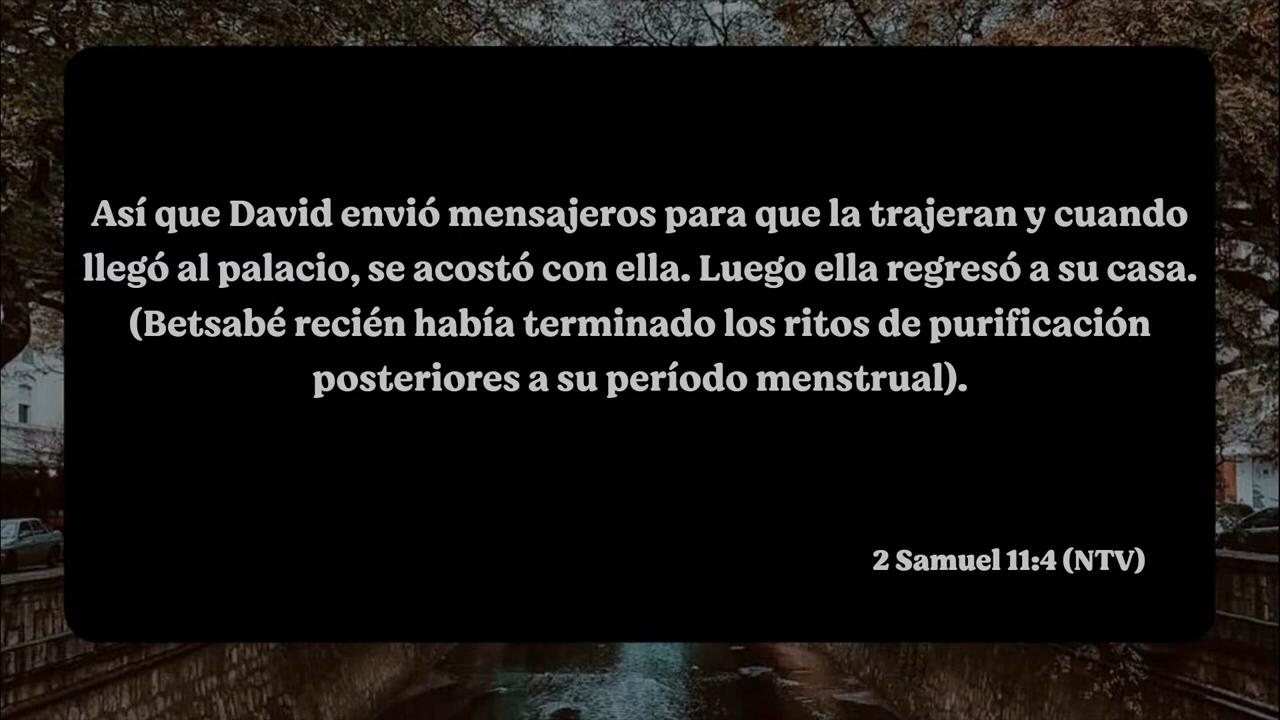 Así que David envió mensajeros para que la trajeran y cuando
llegó al palacio, se acostó con ella. Luego ella regresó a su casa.
(Betsabé recién había terminado los ritos de purificación
posteriores a su período menstrual).
2 Samuel 11:4 (NTV)